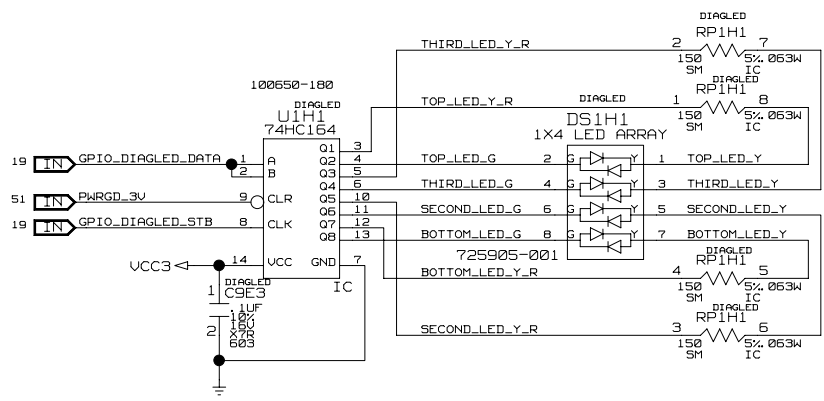 DIAGLED
RP1H1
THIRD_LED_Y_R 2 7
150 5%.063W
SM IC
100650-180
DIAGLED
U1H1
74HC164
DIAGLED
RP1H1
TOP_LED_Y_R 1 8
150 5%.063W
SM IC
DIAGLED
DS1H1
1X4 LED ARRAY
Q1 3
19 IN GPIO_DIAGLED_DATA 1 A Q2 4 TOP_LED_G 2 G Y 1 TOP_LED_Y
2 B Q3 5
Q4 6 THIRD_LED_G 4 G Y 3 THIRD_LED_Y
51 IN PWRGD_3V 9 CLR Q5 10
Q6 11 SECOND_LED_G 6 G Y 5 SECOND_LED_Y
19 IN GPIO_DIAGLED_STB 8 CLK Q7 12
Q8 13 BOTTOM_LED_G 8 G Y 7 BOTTOM_LED_Y
725905-001
VCC3 14 VCC GND 7
IC
DIAGLED
RP1H1
BOTTOM_LED_Y_R 4 5
150 5%.063W
SM IC
DIAGLED
1 C9E3
.1UF
10%
16V
2 X7R
603
DIAGLED
RP1H1
SECOND_LED_Y_R 3 6
150 5%.063W
SM IC